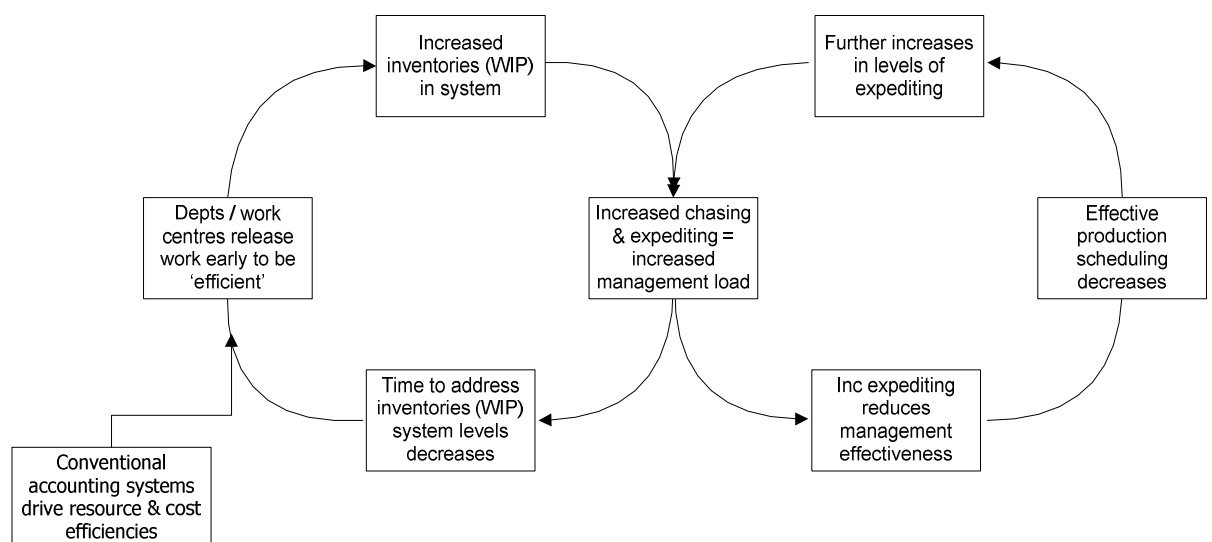 Increased
inventories (WIP)
in system
Further increases
in levels of
expediting
Depts / work
centres release
work early to be
‘efficient’
Increased chasing
& expediting =
increased
management load
Effective
production
scheduling
decreases
Time to address
inventories (WIP)
system levels
decreases
Inc expediting
reduces
management
effectiveness
Conventional
accounting systems
drive resource & cost
efficiencies